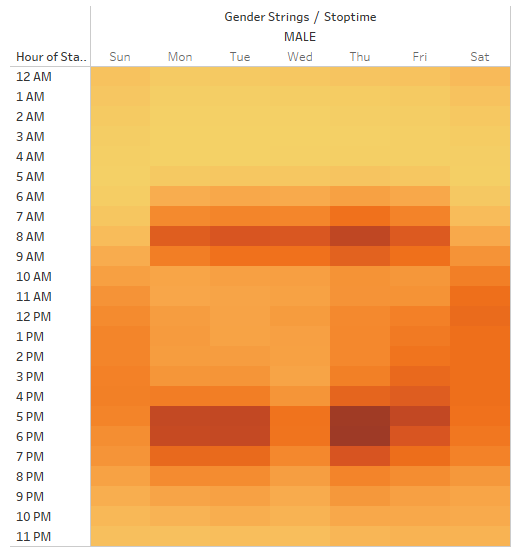 Gender Strings / Stoptime
MALE
Hour of Sta.. Sun Mon Tue Wed Thu Fri Sat
12 AM
1 AM
2 AM
3 AM
4 AM
5 AM
6 AM
7 AM
8 AM
9 AM
10 AM
11 AM
12 PM
1 PM
2 PM
3 PM
4 PM
5 PM
6 PM
7 PM
8 PM
9 PM
10 PM
11 PM